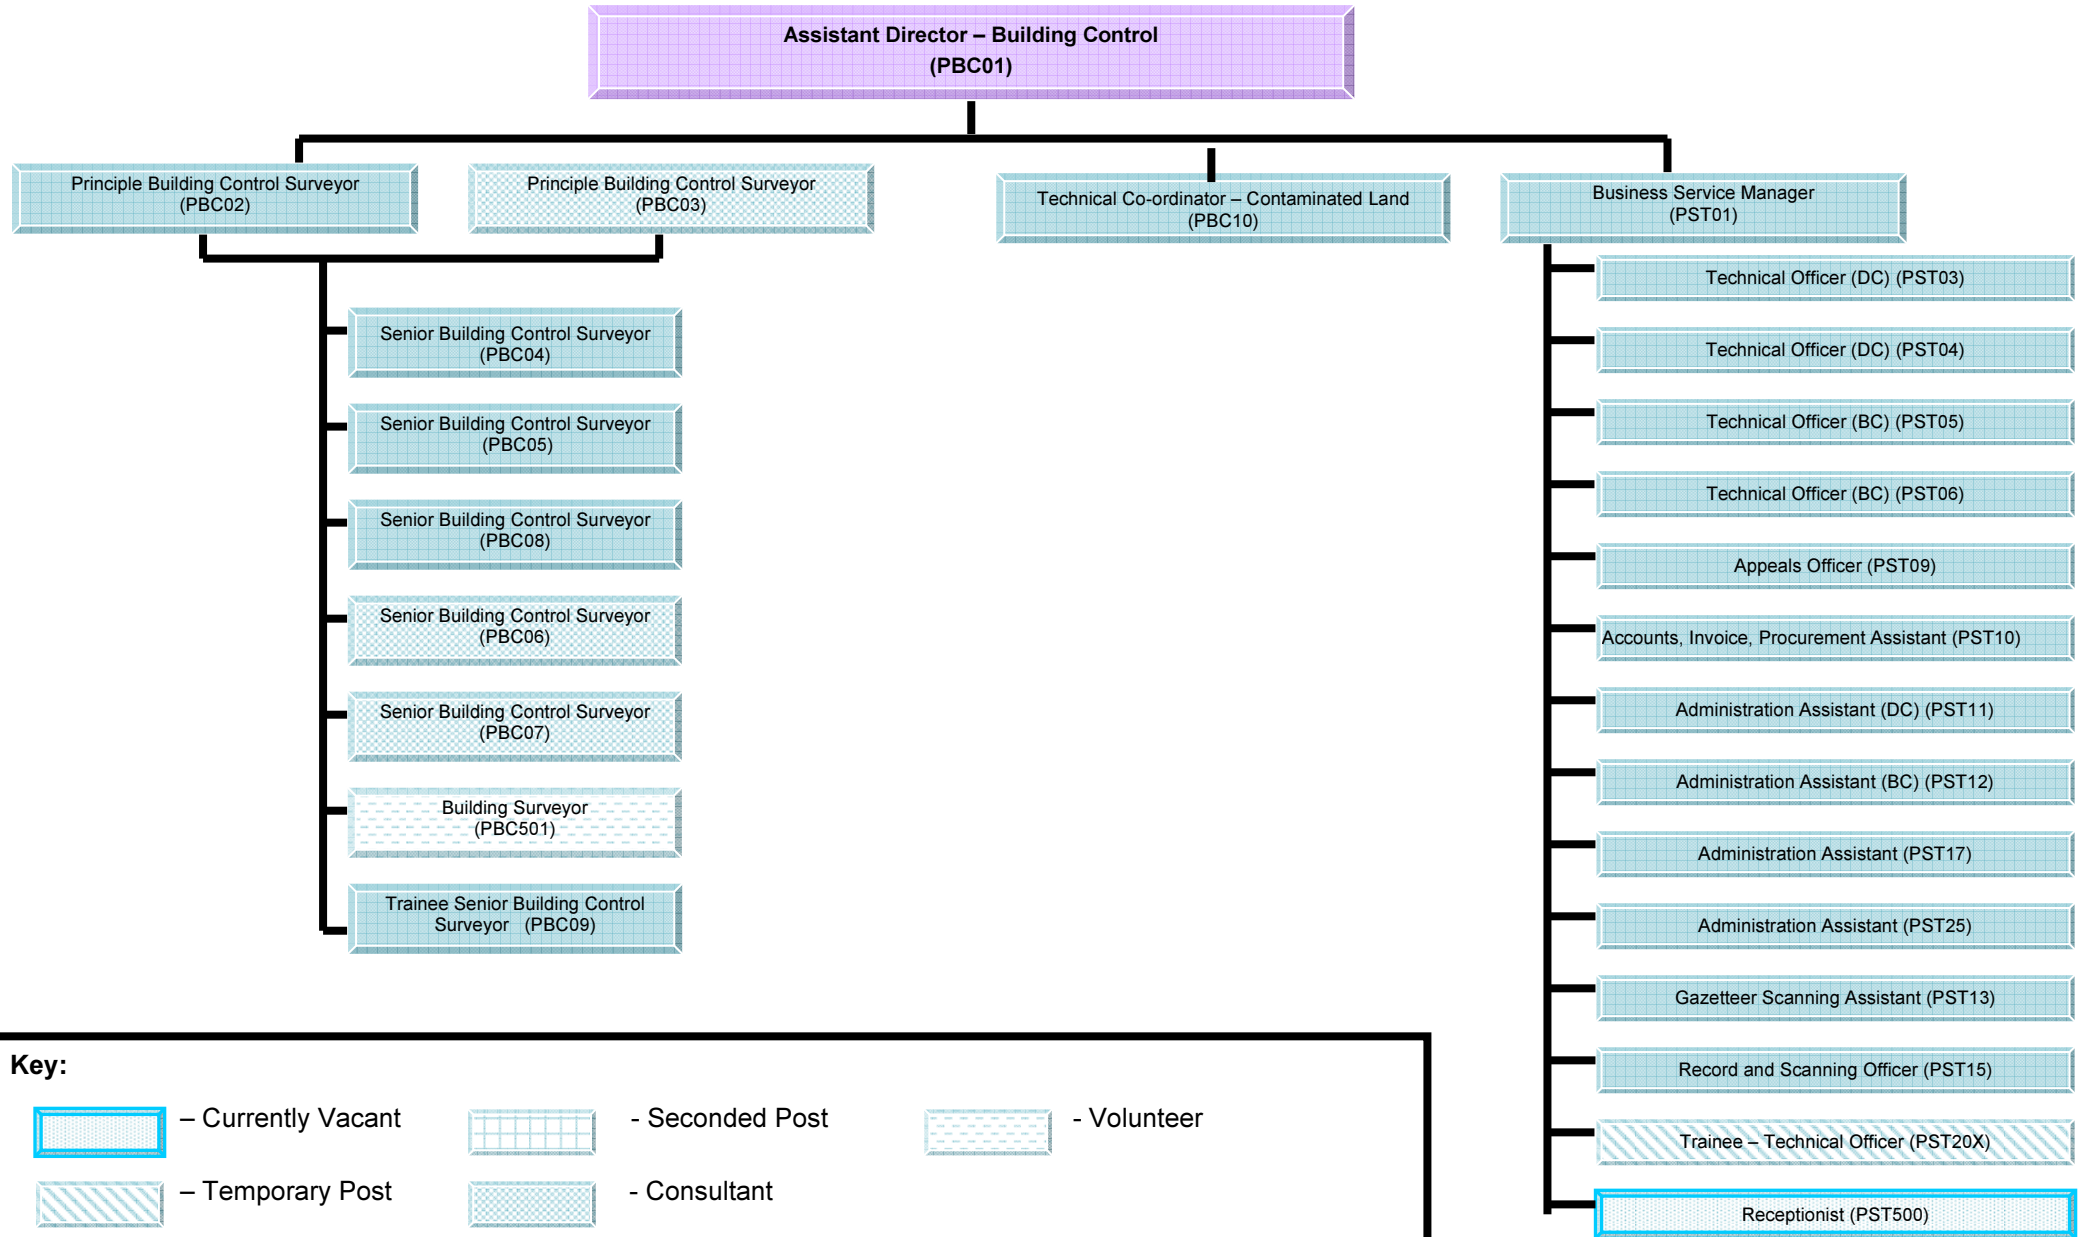 Assistant Director – Building Control
(PBC01)
Principle Building Control Surveyor
(PBC02)
Principle Building Control Surveyor
(PBC03)
Technical Co-ordinator – Contaminated Land
(PBC10)
Business Service Manager
(PST01)
Senior Building Control Surveyor
(PBC04)
Senior Building Control Surveyor
(PBC05)
Senior Building Control Surveyor
(PBC08)
Senior Building Control Surveyor
(PBC06)
Senior Building Control Surveyor
(PBC07)
Building Surveyor
(PBC501)
Trainee Senior Building Control
Surveyor (PBC09)
Technical Officer (DC) (PST03)
Technical Officer (DC) (PST04)
Technical Officer (BC) (PST05)
Technical Officer (BC) (PST06)
Appeals Officer (PST09)
Accounts, Invoice, Procurement Assistant (PST10)
Administration Assistant (DC) (PST11)
Administration Assistant (BC) (PST12)
Administration Assistant (PST17)
Administration Assistant (PST25)
Gazetteer Scanning Assistant (PST13)
Record and Scanning Officer (PST15)
Trainee – Technical Officer (PST20X)
Receptionist (PST500)
Key:
– Currently Vacant
- Seconded Post
- Volunteer
– Temporary Post
- Consultant